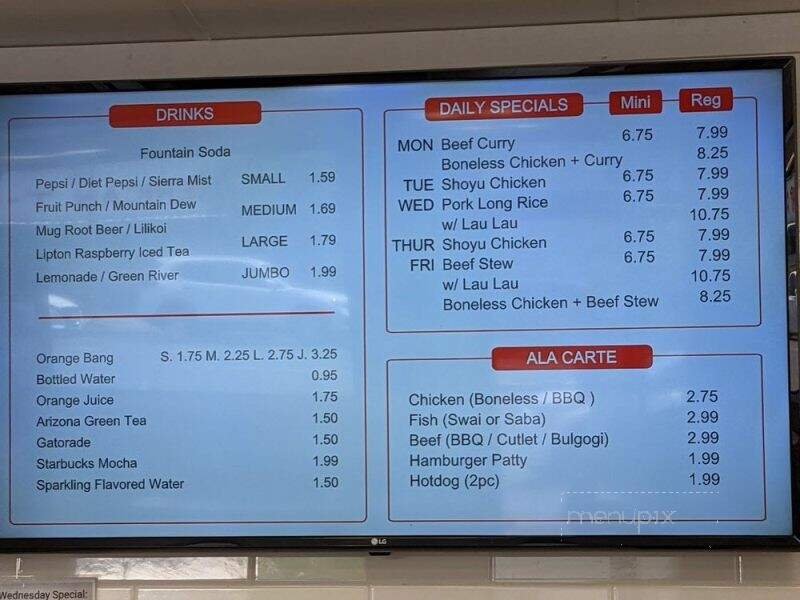 DRINKS
Fountain Soda
Pepsi / Diet Pepsi / Sierra Mist SMALL 1.59
Fruit Punch / Mountain Dew MEDIUM 1.69
Mug Root Beer / Lilikoi
Lipton Raspberry Iced Tea LARGE 1.79
Lemonade / Green River JUMBO 1.99
Orange Bang S. 1.75 M. 2.25 L. 2.75 J. 3.25
Bottled Water 0.95
Orange Juice 1.75
Arizona Green Tea 1.50
Gatorade 1.50
Starbucks Mocha 1.99
Sparkling Flavored Water 1.50
DAILY SPECIALS Mini Reg
MON Beef Curry 6.75 7.99
Boneless Chicken + Curry 8.25
TUE Shoyu Chicken 6.75 7.99
WED Pork Long Rice 6.75 7.99
w/ Lau Lau 10.75
THUR Shoyu Chicken 6.75 7.99
FRI Beef Stew 6.75 7.99
w/ Lau Lau 10.75
Boneless Chicken + Beef Stew 8.25
ALA CARTE
Chicken (Boneless / BBQ ) 2.75
Fish (Swai or Saba) 2.99
Beef (BBQ / Cutlet / Bulgogi) 2.99
Hamburger Patty 1.99
Hotdog (2pc) 1.99
menupix
LG
Wednesday Special: